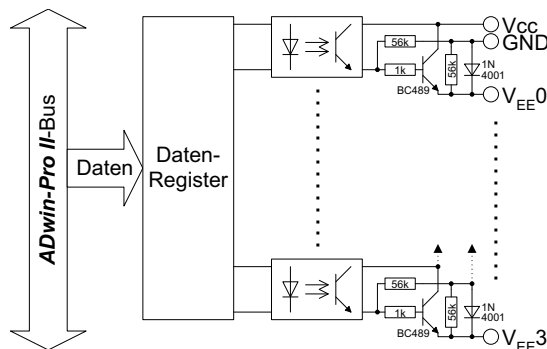 Vcc
56k
GND
1k
56k
1N
4001
BC489
VEE0
ADwin-Pro II-Bus
Daten
Daten-
Register
56k
1k
56k
1N
4001
BC489
VEE3